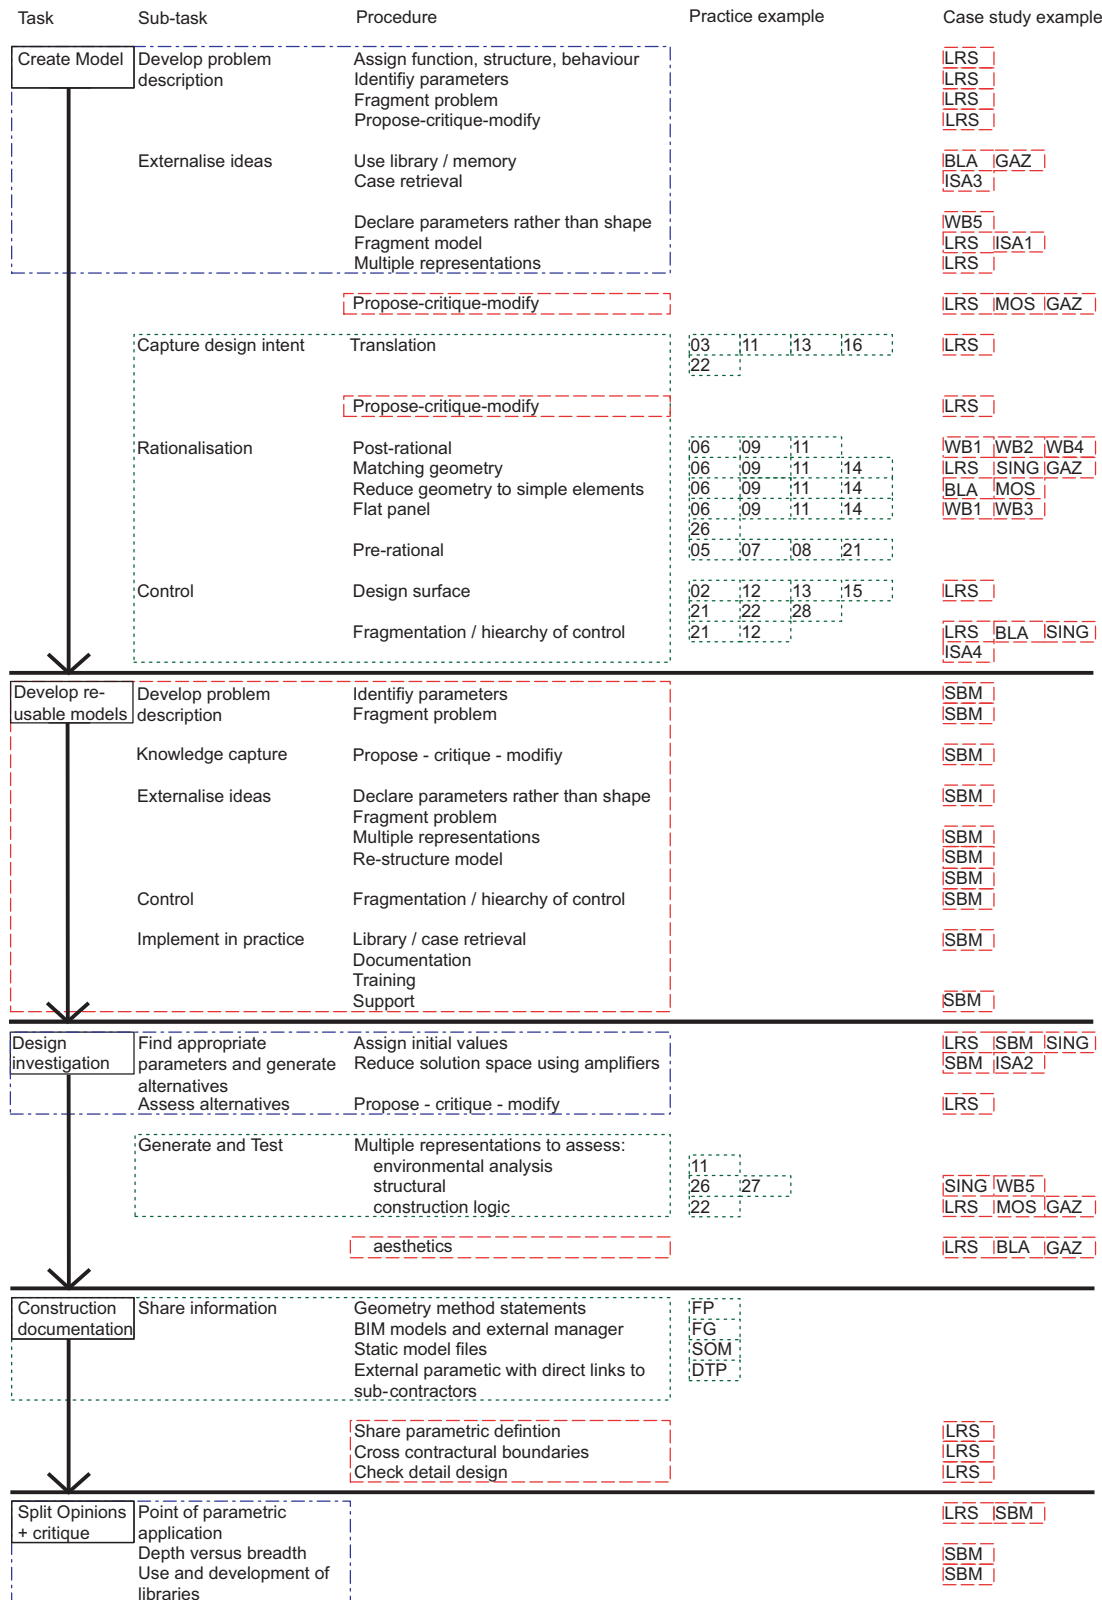 Task Sub-task Procedure Practice example Case study example
Create Model Develop problem Assign function, structure, behaviour LRS
description Identifiy parameters LRS
Fragment problem LRS
Propose-critique-modify LRS
Externalise ideas Use library / memory BLA GAZ
Case retrieval ISA3
Declare parameters rather than shape WB5
Fragment model LRS ISA1
Multiple representations LRS
Propose-critique-modify LRS MOS GAZ
Capture design intent Translation 03 11 13 16 LRS
22
Propose-critique-modify LRS
Rationalisation Post-rational 06 09 11 WB1 WB2 WB4
Matching geometry 06 09 11 14 LRS SING GAZ
Reduce geometry to simple elements 06 09 11 14 BLA MOS
Flat panel 06 09 11 14 WB1 WB3
26
Pre-rational 05 07 08 21
Control Design surface 02 12 13 15 LRS
21 22 28
Fragmentation / hiearchy of control 21 12 LRS BLA SING
ISA4
Develop re- Develop problem Identifiy parameters SBM
usable models description Fragment problem SBM
Knowledge capture Propose - critique - modifiy SBM
Externalise ideas Declare parameters rather than shape SBM
Fragment problem
Multiple representations SBM
Re-structure model SBM
SBM
Control Fragmentation / hiearchy of control SBM
Implement in practice Library / case retrieval SBM
Documentation
Training
Support SBM
Design Find appropriate Assign initial values LRS SBM SING
investigation parameters and generate Reduce solution space using amplifiers SBM ISA2
alternatives
Assess alternatives Propose - critique - modify LRS
Generate and Test Multiple representations to assess:
environmental analysis 11
structural 26 27 SING WB5
construction logic 22 LRS MOS GAZ
aesthetics LRS BLA GAZ
Construction Share information Geometry method statements FP
documentation BIM models and external manager FG
Static model files SOM
External parametic with direct links to DTP
sub-contractors
Share parametric defintion LRS
Cross contractural boundaries LRS
Check detail design LRS
Split Opinions Point of parametric LRS SBM
+ critique application
Depth versus breadth SBM
Use and development of SBM
libraries